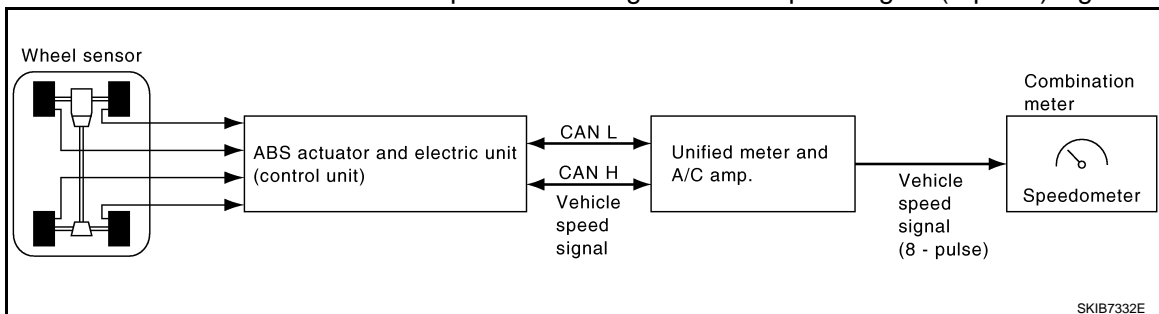 Wheel sensor
ABS actuator and electric unit
(control unit)
CAN L
CAN H
Vehicle
speed
signal
Unified meter and
A/C amp.
Vehicle
speed
signal
(8 - pulse)
Combination
meter
Speedometer
SKIB7332E